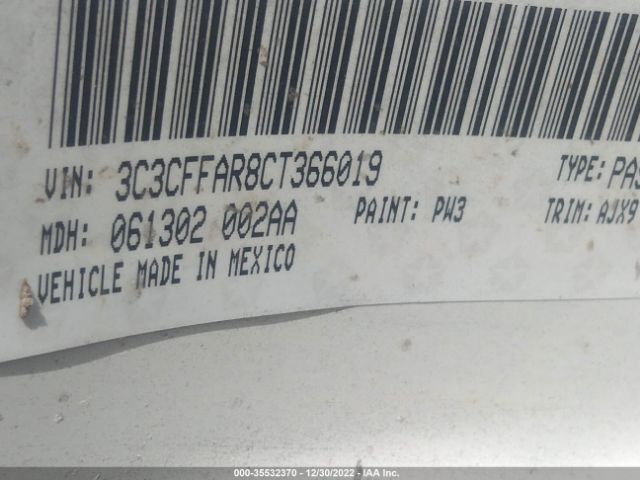 VIN: 3C3CFFAR8CT366019 TYPE: PAS
MDH: 061302 002AA PAINT: PW3 TRIM: AJX9
VEHICLE MADE IN MEXICO
000-35532370 - 12/30/2022 - IAA Inc.